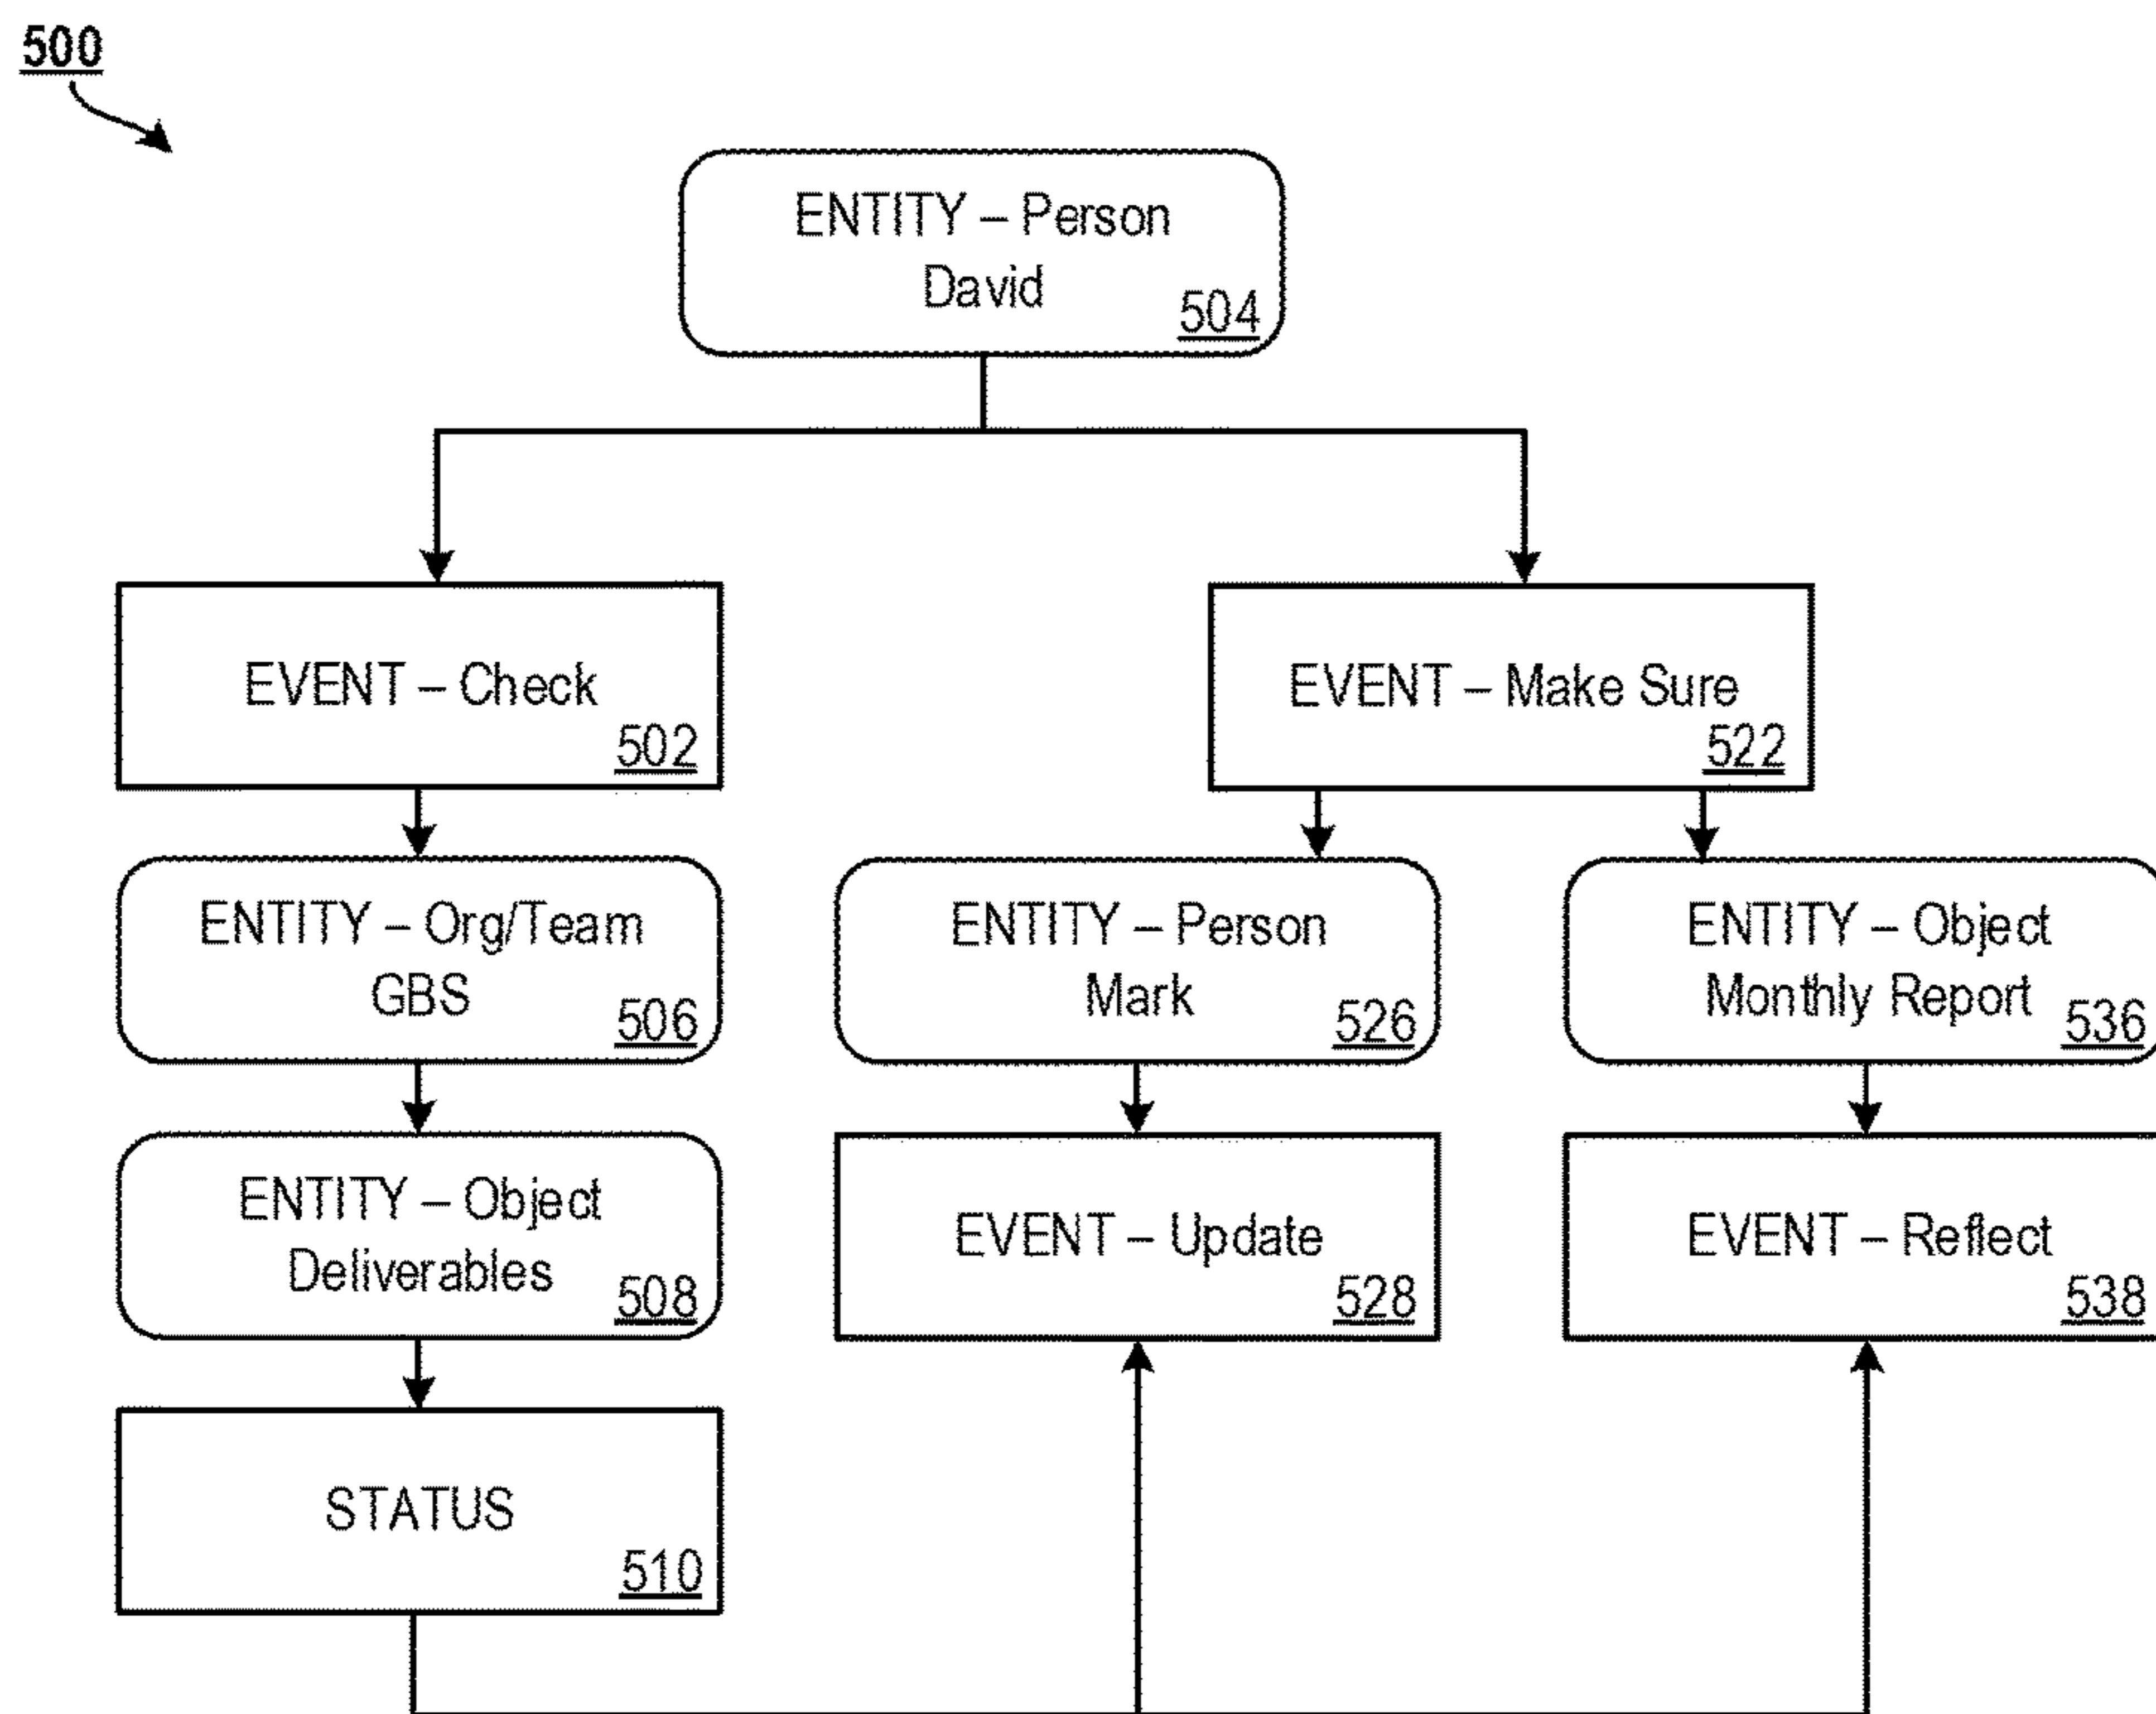 500
ENTITY – Person
David
504
EVENT – Check
502
EVENT – Make Sure
522
ENTITY – Org/Team
GBS
506
ENTITY – Person
Mark
526
ENTITY – Object
Monthly Report
536
ENTITY – Object
Deliverables
508
EVENT – Update
528
EVENT – Reflect
538
STATUS
510